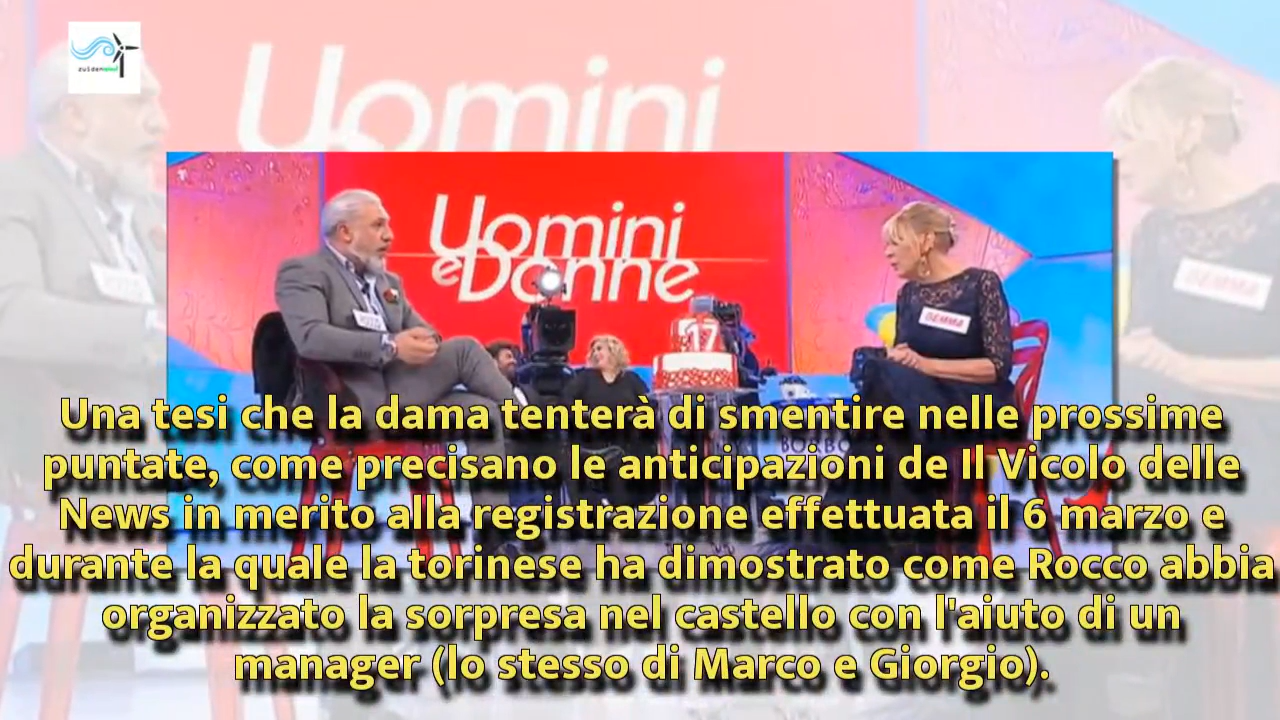 zusdenwind
Uomini
Uomini
e Donne
17
GEMMA
GEMMA
Una tesi che la dama tenterà di smentire nelle prossime
puntate, come precisano le anticipazioni de Il Vicolo delle
News in merito alla registrazione effettuata il 6 marzo e
durante la quale la torinese ha dimostrato come Rocco abbia
organizzato la sorpresa nel castello con l'aiuto di un
manager (lo stesso di Marco e Giorgio).